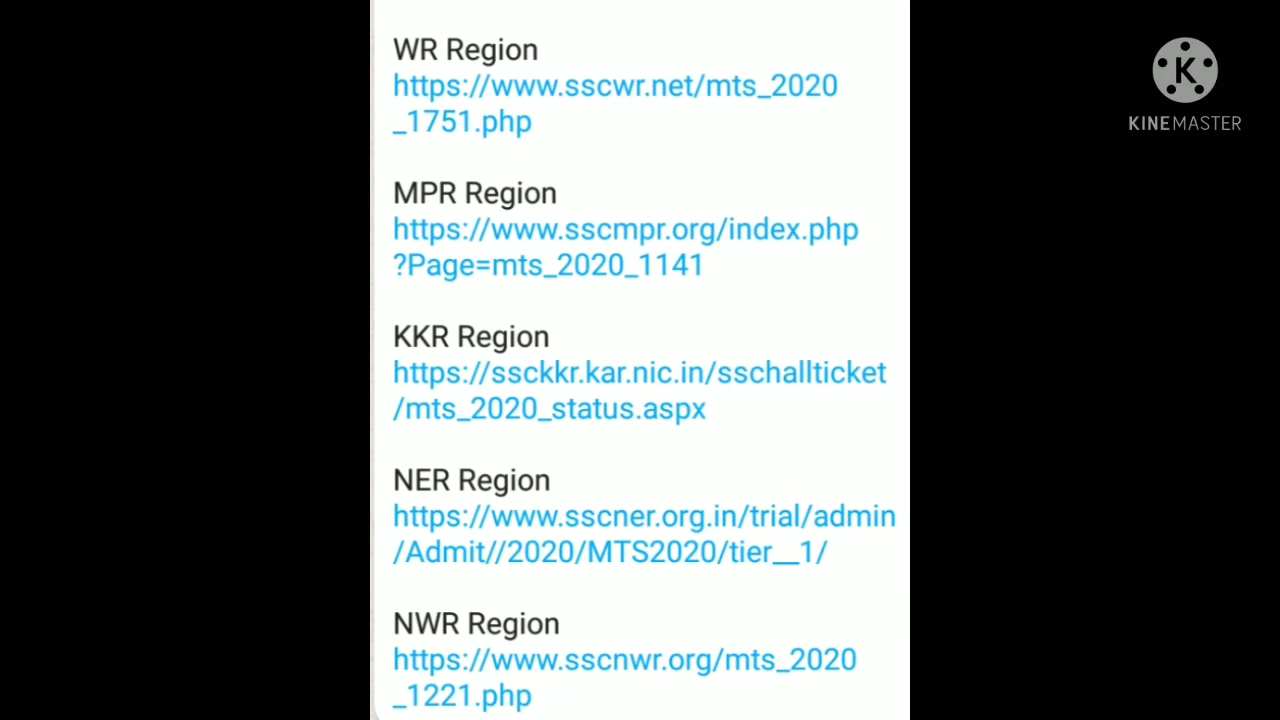 WR Region
https://www.sscwr.net/mts_2020
_1751.php
MPR Region
https://www.sscmpr.org/index.php
?Page=mts_2020_1141
KKR Region
https://ssckkr.kar.nic.in/sschallticket
/mts_2020_status.aspx
NER Region
https://www.sscner.org.in/trial/admin
/Admit//2020/MTS2020/tier__1/
NWR Region
https://www.sscnwr.org/mts_2020
_1221.php
K
KINEMASTER